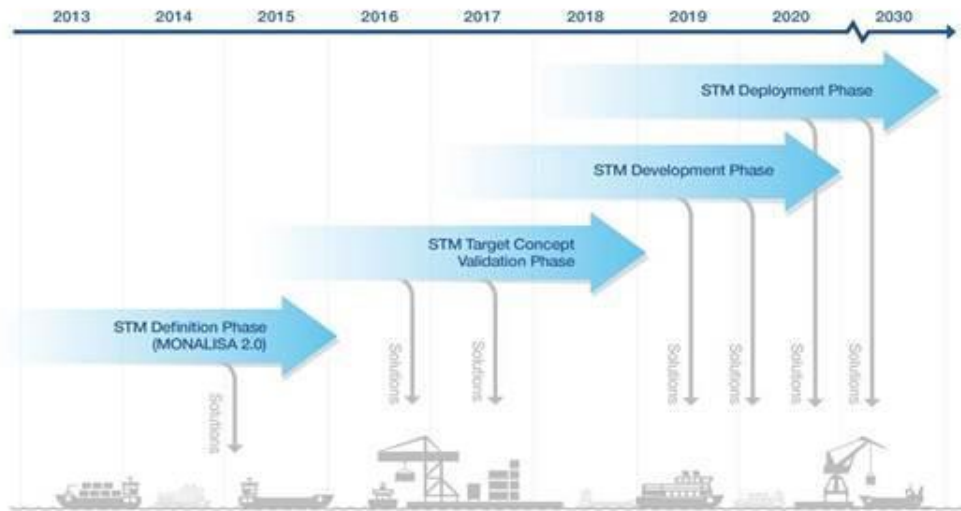 2013 2014 2015 2016 2017 2018 2019 2020 2030
STM Deployment Phase
STM Development Phase
STM Target Concept
Validation Phase
STM Definition Phase
(MONALISA 2.0)
Solutions
Solutions
Solutions
Solutions
Solutions
Solutions
Solutions